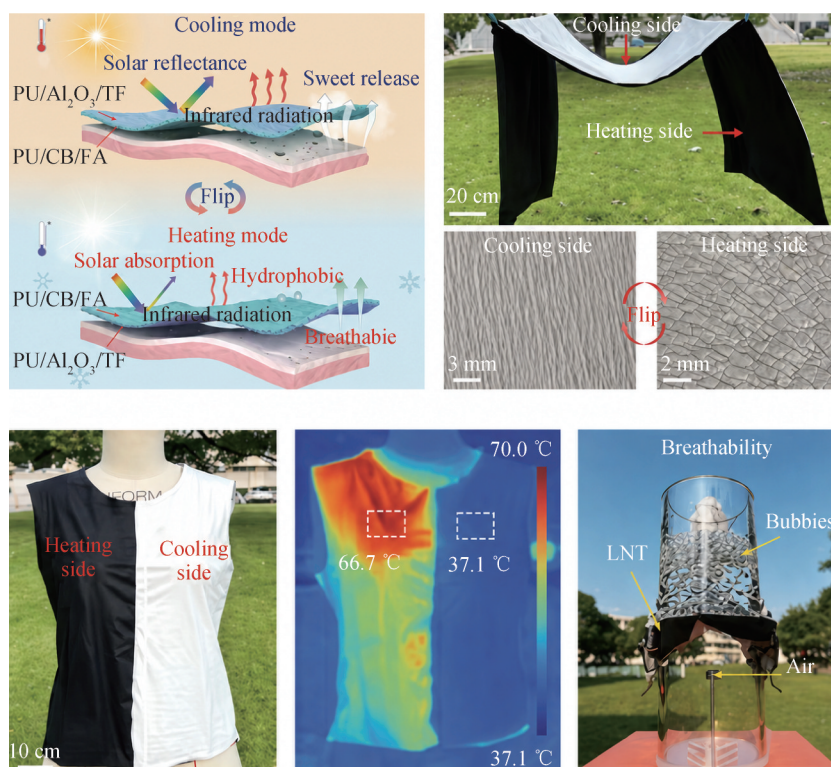 Cooling mode
Solar reflectance
Sweet release
PU/Al₂O₃/TF
Infrared radiation
PU/CB/FA
Flip
Heating mode
Solar absorption
Hydrophobic
PU/CB/FA
Infrared radiation
Breathabie
PU/Al₂O₃/TF
Cooling side
Heating side
20 cm
Cooling side
Heating side
Flip
3 mm
2 mm
UNIFORM
Heating side
Cooling side
10 cm
70.0 ℃
66.7 ℃
37.1 ℃
37.1 ℃
Breathability
Bubbies
LNT
Air